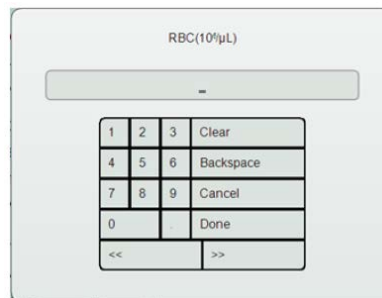 RBC(10⁶/µL)
_
1 2 3 Clear
4 5 6 Backspace
7 8 9 Cancel
0 . Done
<< >>